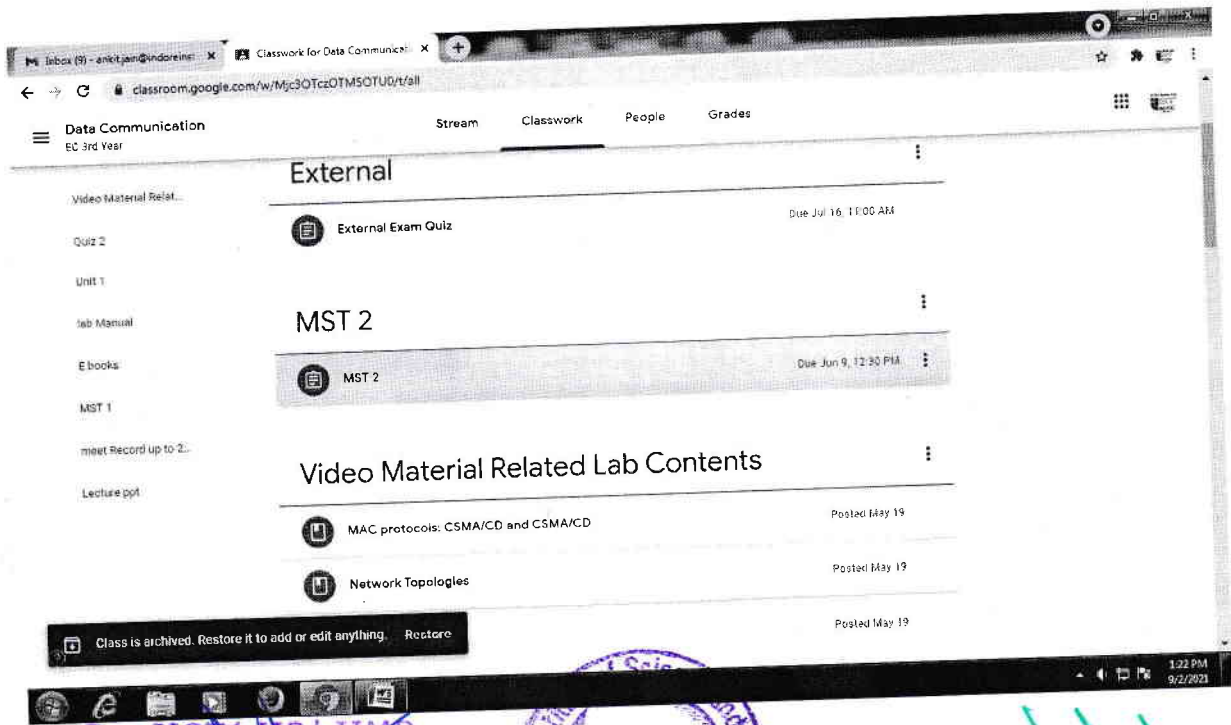 Inbox (9) - ankit.jain@indoreins
Classwork for Data Communicat
classroom.google.com/w/Mjc3OTczOTM5OTU0/t/all
Data Communication
EC 3rd Year
Stream Classwork People Grades
Video Material Relat...
Quiz 2
Unit 1
lab Manual
E books
MST 1
meet Record up to 2...
Lecture ppt
External
External Exam Quiz Due Jul 16, 11:00 AM
MST 2
MST 2 Due Jun 9, 12:30 PM
Video Material Related Lab Contents
MAC protocols: CSMA/CD and CSMA/CD Posted May 19
Network Topologies Posted May 19
Posted May 19
Class is archived. Restore it to add or edit anything. Restore
1:22 PM
9/2/2021